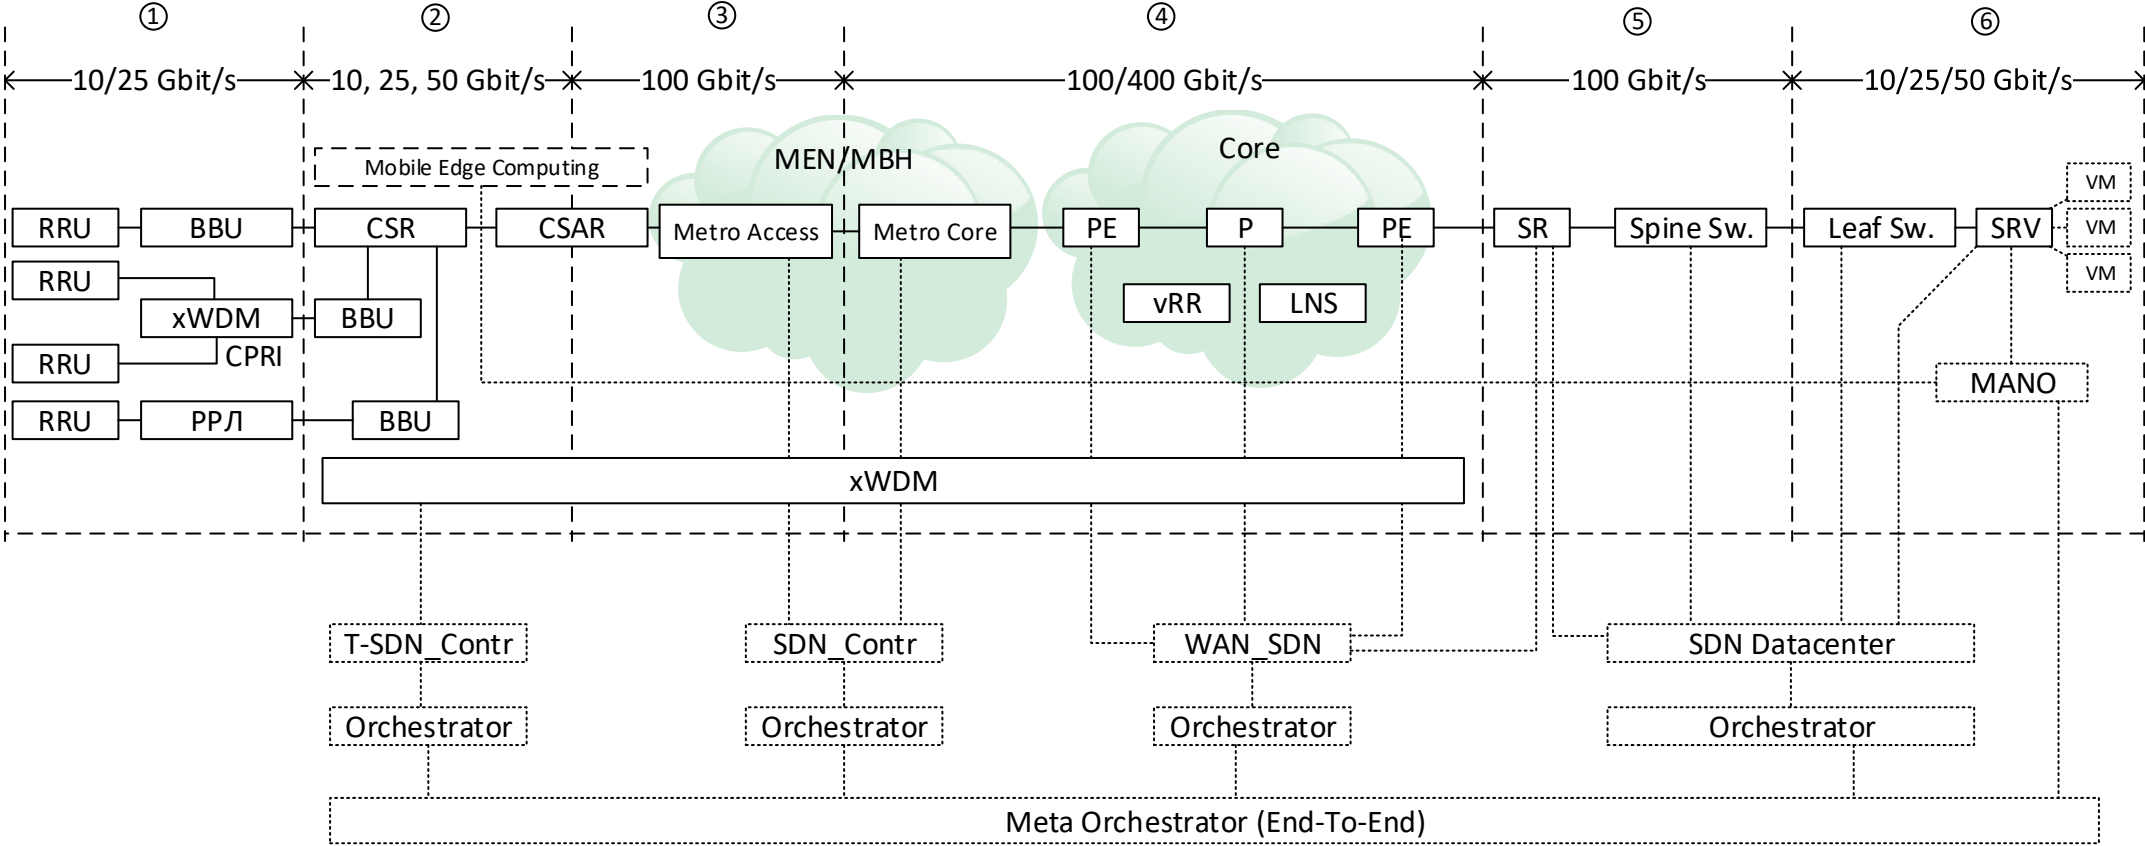 ① ② ③ ④ ⑤ ⑥
10/25 Gbit/s 10, 25, 50 Gbit/s 100 Gbit/s 100/400 Gbit/s 100 Gbit/s 10/25/50 Gbit/s
MEN/MBH Core
Mobile Edge Computing
VM
RRU BBU CSR CSAR Metro Access Metro Core PE P PE SR Spine Sw. Leaf Sw. SRV VM
RRU VM
xWDM BBU vRR LNS
RRU CPRI
MANO
RRU РРЛ BBU
xWDM
T-SDN_Contr SDN_Contr WAN_SDN SDN Datacenter
Orchestrator Orchestrator Orchestrator Orchestrator
Meta Orchestrator (End-To-End)